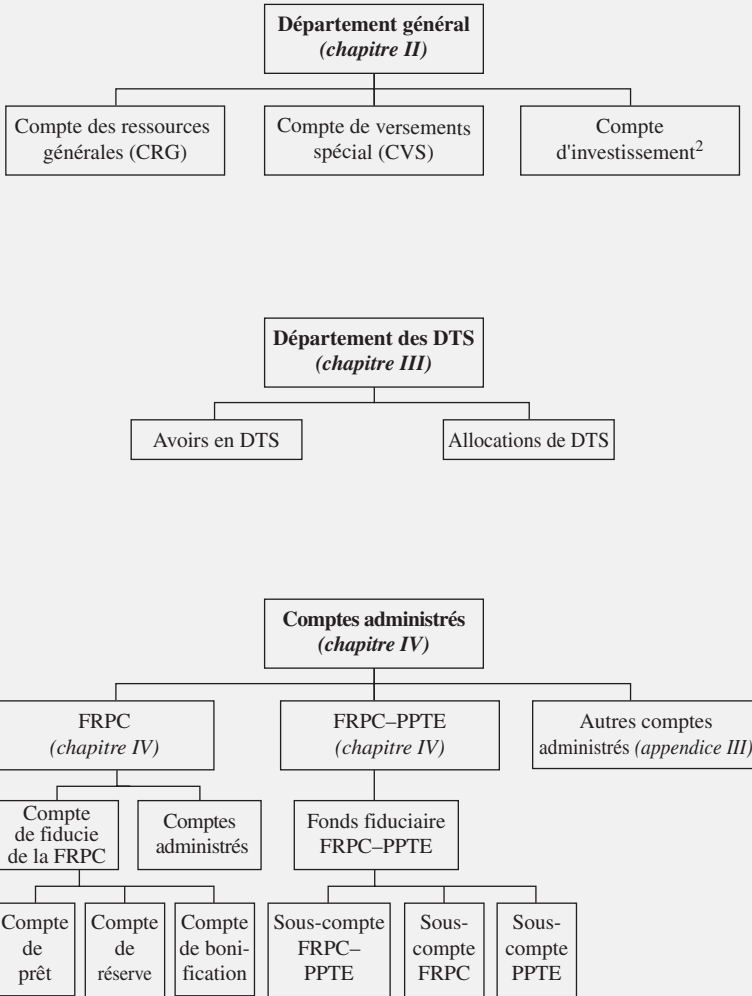 Département général
(chapitre II)
Compte des ressources
générales (CRG)
Compte de versements
spécial (CVS)
Compte
d'investissement2
Département des DTS
(chapitre III)
Avoirs en DTS
Allocations de DTS
Comptes administrés
(chapitre IV)
FRPC
(chapitre IV)
FRPC–PPTE
(chapitre IV)
Autres comptes
administrés (appendice III)
Compte
de fiducie
de la FRPC
Comptes
administrés
Fonds fiduciaire
FRPC–PPTE
Compte
de
prêt
Compte
de
réserve
Compte
de boni-
fication
Sous-compte
FRPC–
PPTE
Sous-
compte
FRPC
Sous-
compte
PPTE